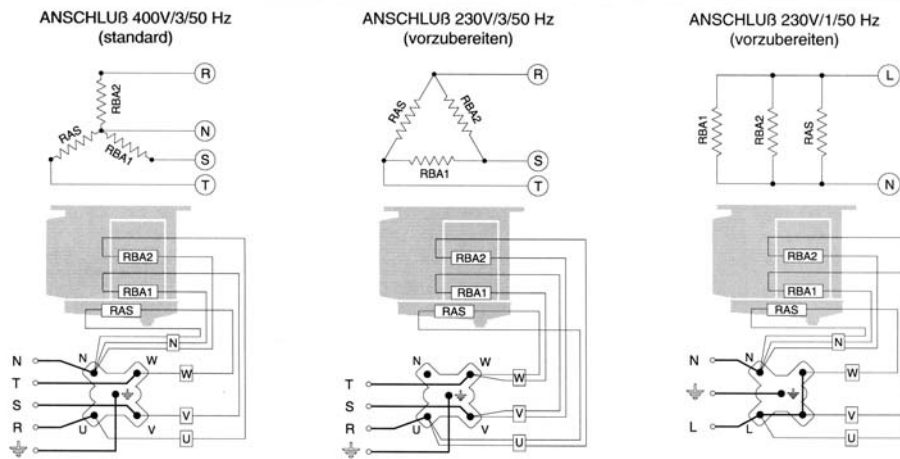 ANSCHLUß 400V/3/50 Hz
(standard)
R
RBA2
N
RAS
RBA1
S
T
RBA2
RBA1
RAS
N
N
N
W
W
T
S
V
R
U
V
U
ANSCHLUß 230V/3/50 Hz
(vorzubereiten)
R
RAS
RBA2
S
RBA1
T
RBA2
RBA1
RAS
N
W
W
T
S
V
R
U
V
U
ANSCHLUß 230V/1/50 Hz
(vorzubereiten)
L
RBA1
RBA2
RAS
N
RBA2
RBA1
RAS
N
N
N
W
L
L
V
U